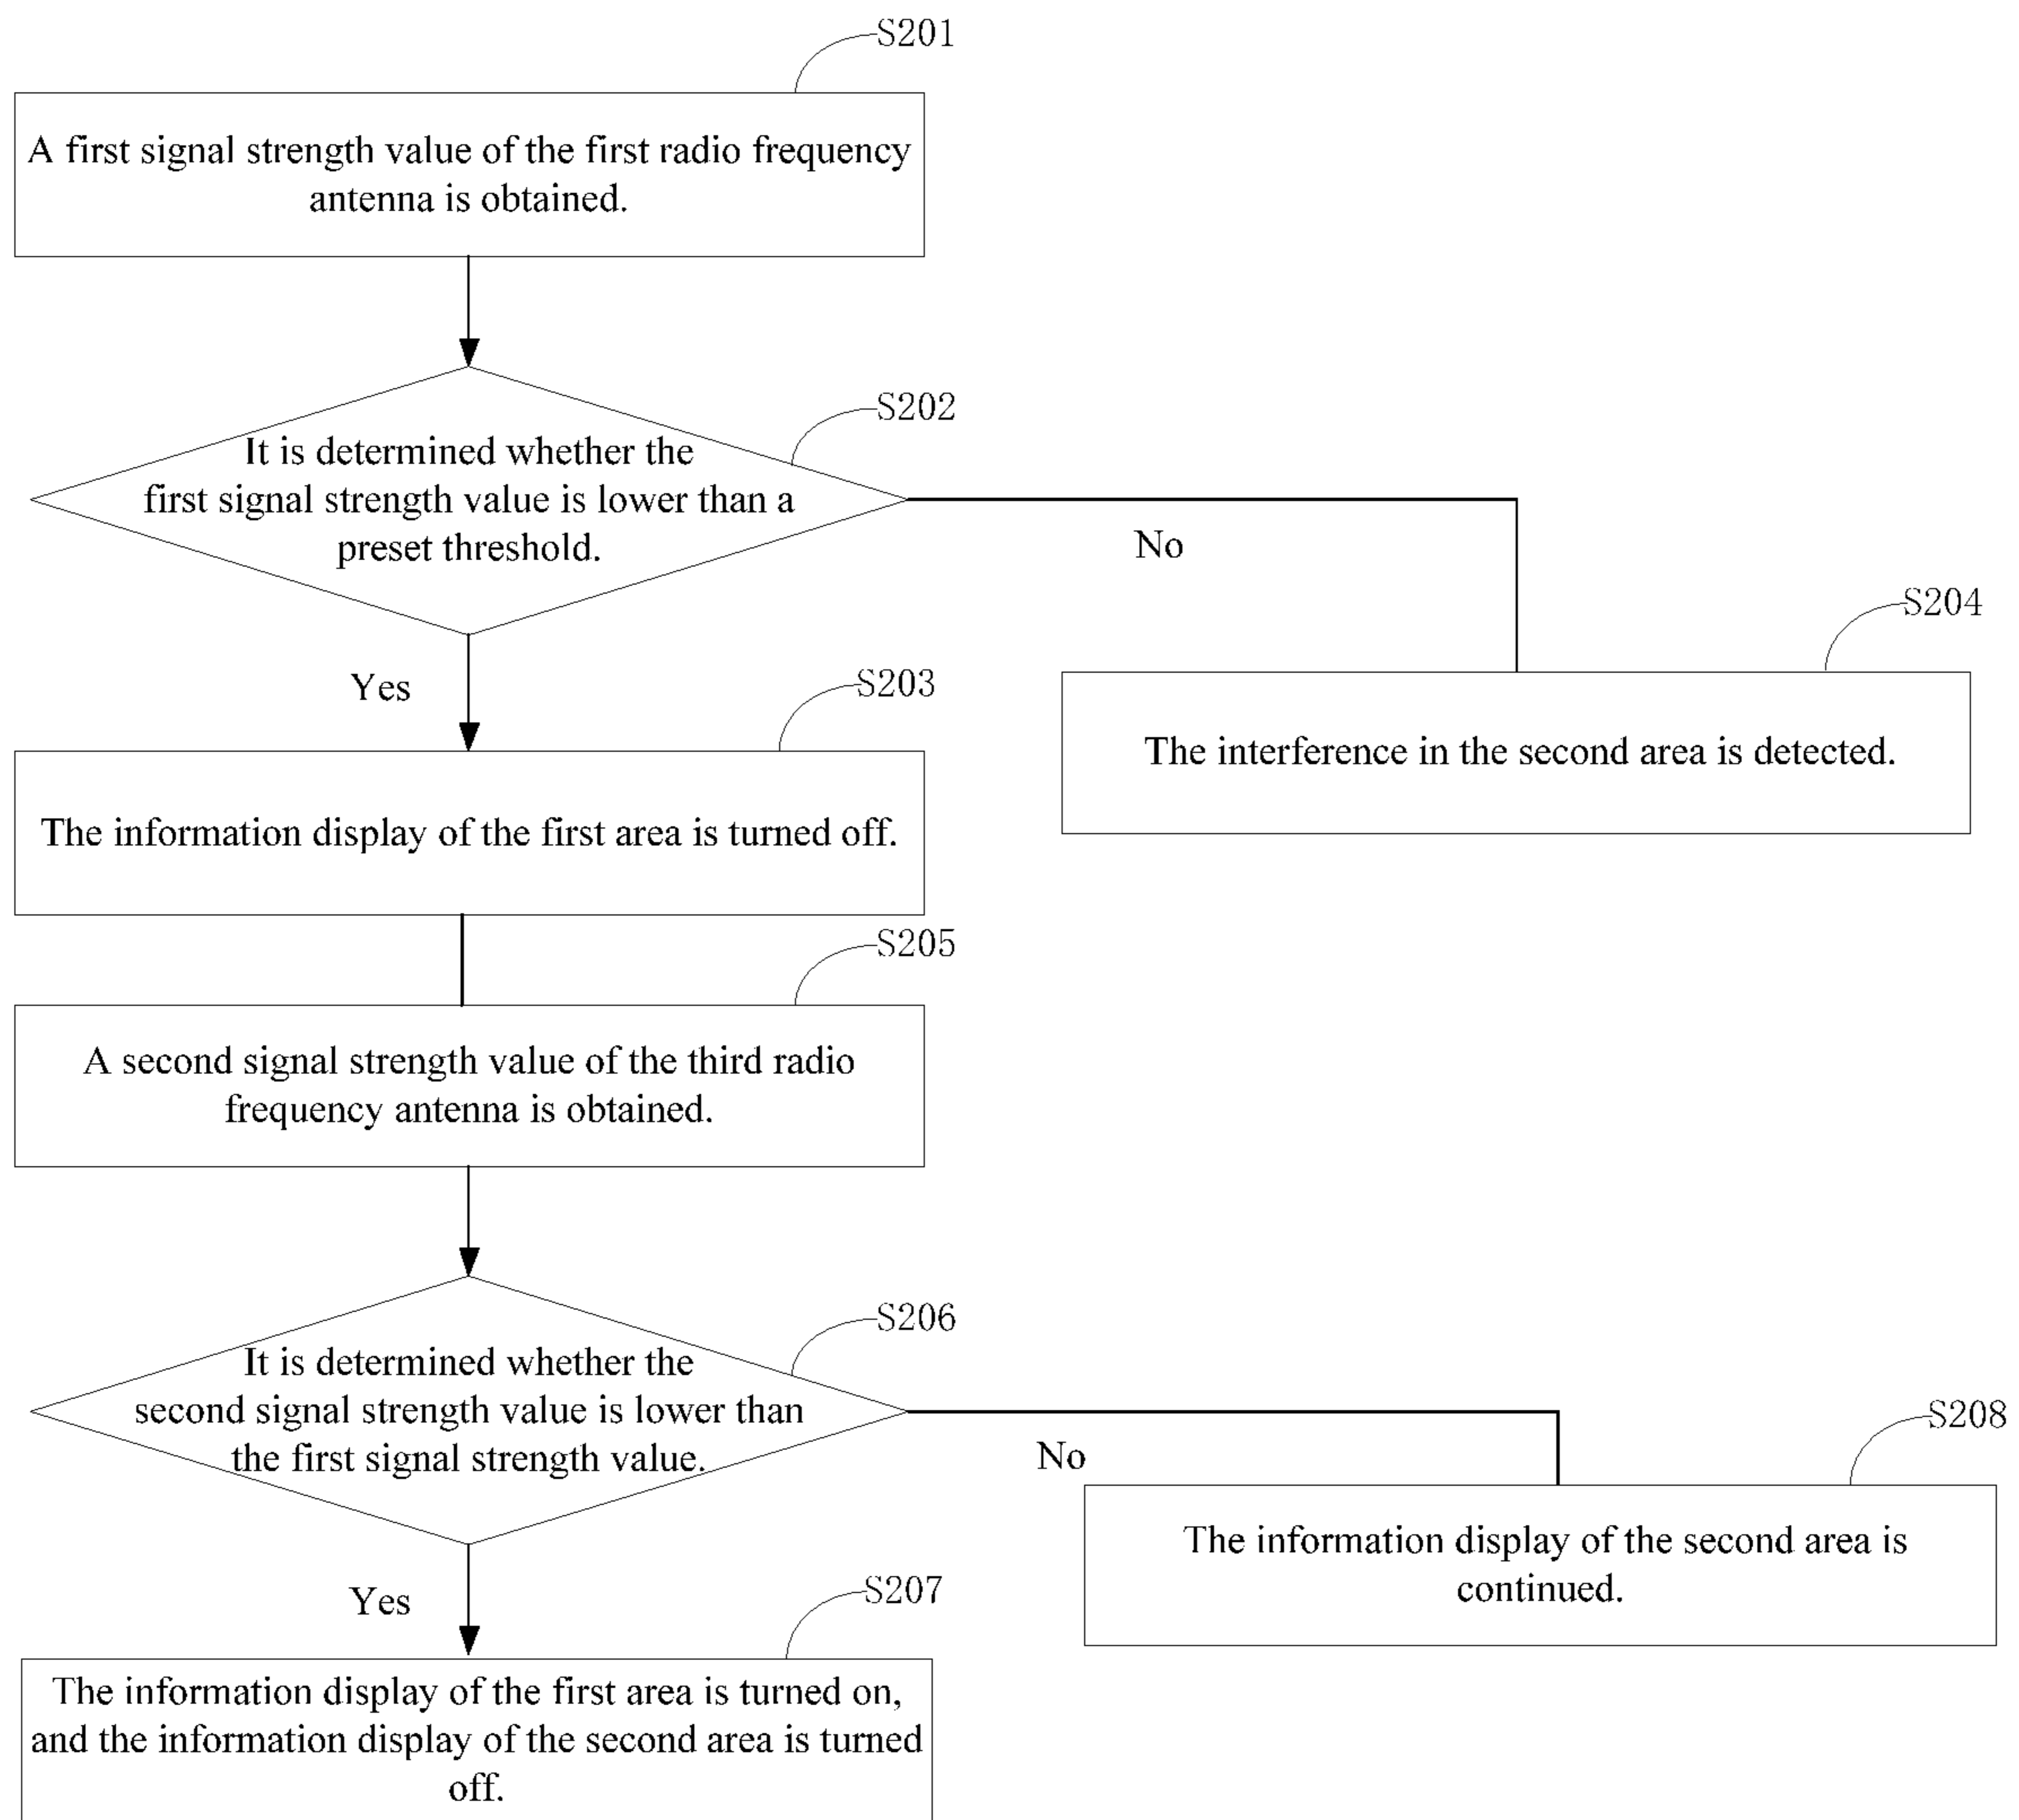 S201
A first signal strength value of the first radio frequency
antenna is obtained.
S202
It is determined whether the
first signal strength value is lower than a
preset threshold.
No
S204
The interference in the second area is detected.
Yes
S203
The information display of the first area is turned off.
S205
A second signal strength value of the third radio
frequency antenna is obtained.
S206
It is determined whether the
second signal strength value is lower than
the first signal strength value.
No
S208
The information display of the second area is
continued.
Yes
S207
The information display of the first area is turned on,
and the information display of the second area is turned
off.